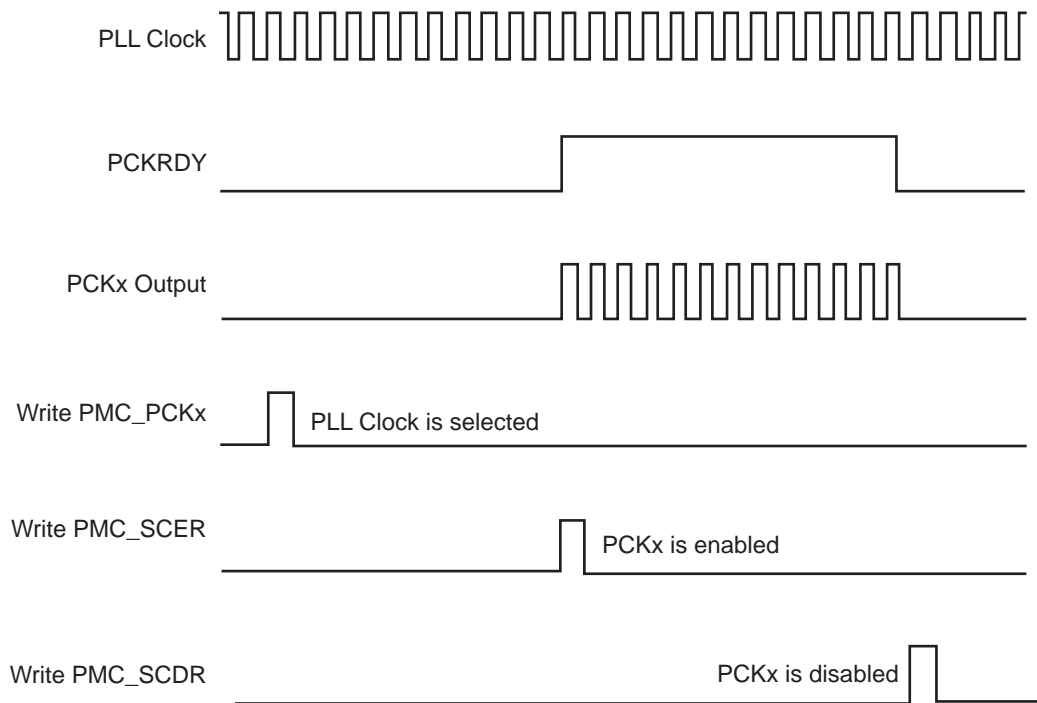 PLL Clock
PCKRDY
PCKx Output
Write PMC_PCKx
PLL Clock is selected
Write PMC_SCER
PCKx is enabled
Write PMC_SCDR
PCKx is disabled